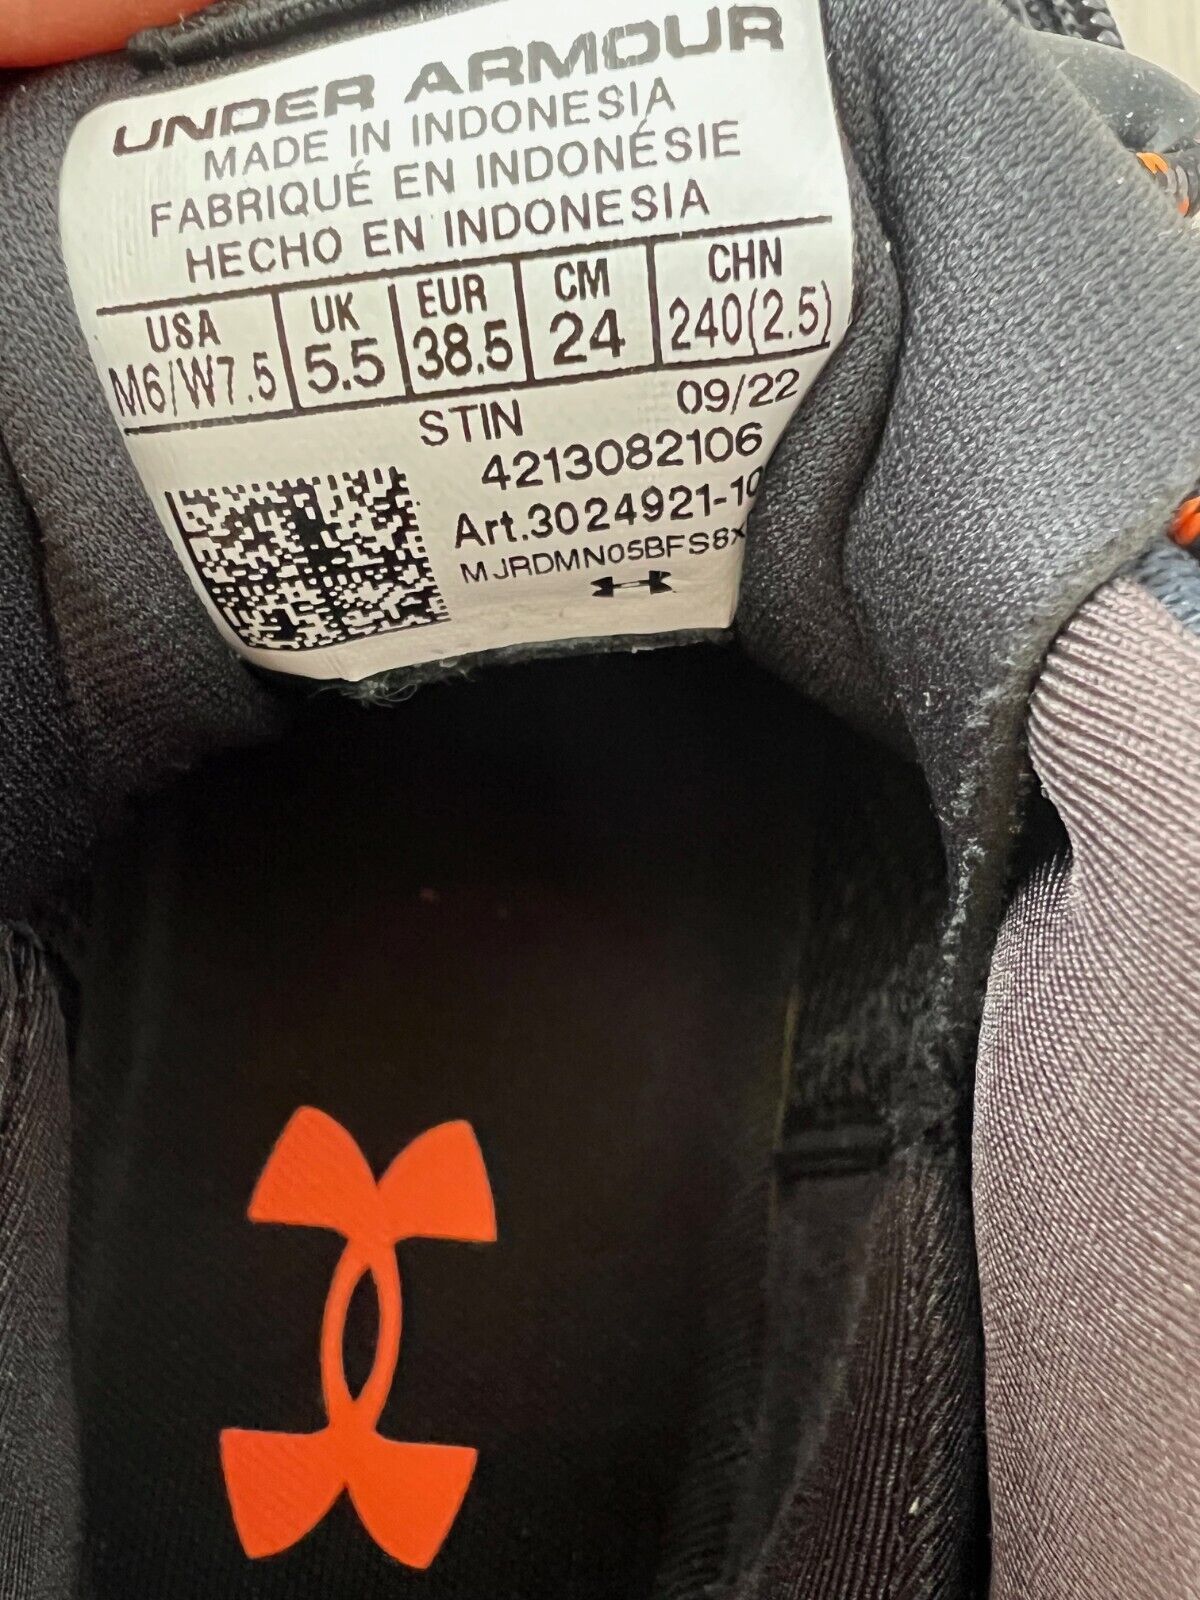 UNDER ARMOUR
MADE IN INDONESIA
FABRIQUÉ EN INDONÉSIE
HECHO EN INDONESIA
USA UK EUR CM CHN
M6/W7.5 5.5 38.5 24 240(2.5)
STIN 09/22
4213082106
Art.3024921-10
MJRDMN05BFS8X